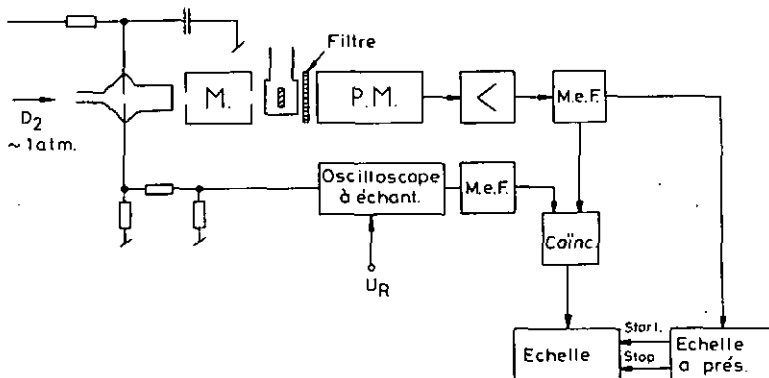 Filtre
D2
~1atm.
M.
P.M.
<
M.e.F.
Oscilloscope
à échant.
M.e.F.
Coïnc.
UR
Start.
Stop
Echelle
Echelle
a prés.